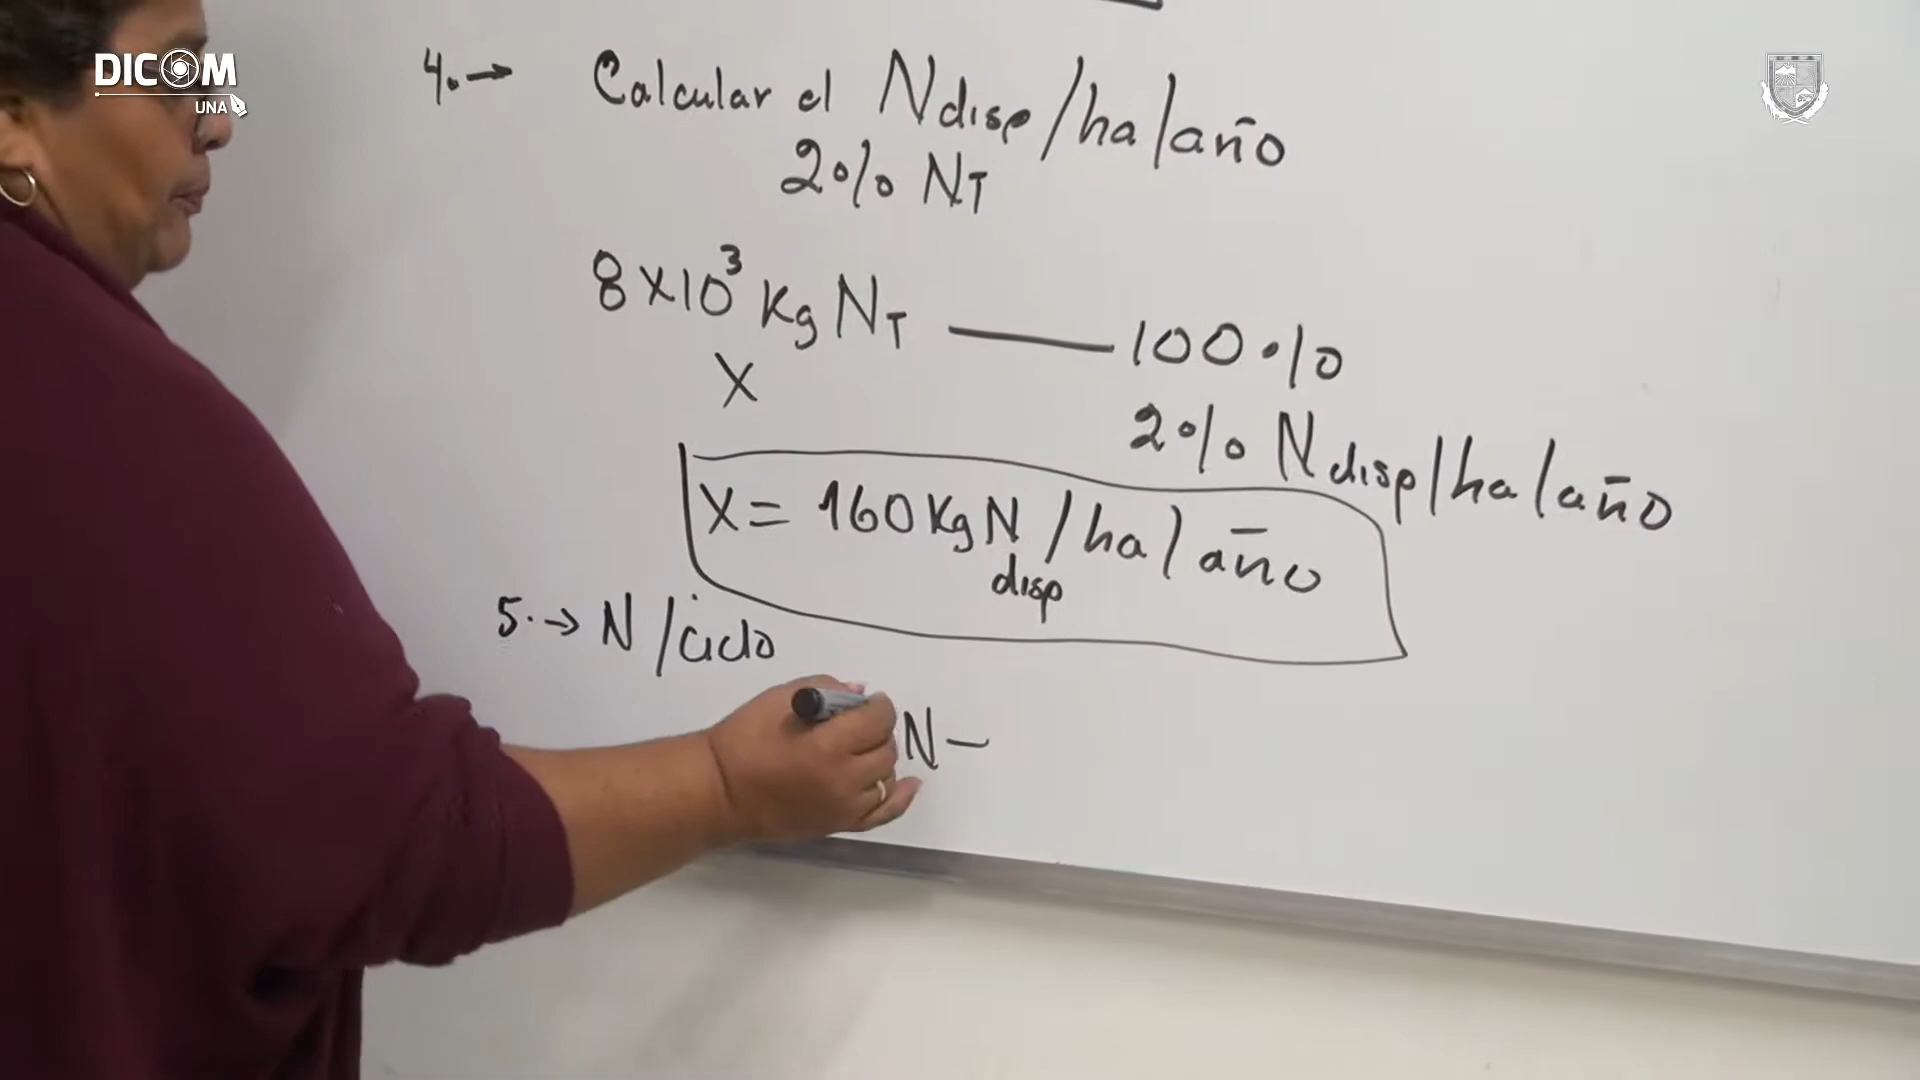 DICOM
UNA
4. → Calcular el Ndisp/ha/año
2% NT
8x10³ Kg NT — 100%
X
2% Ndisp/ha/año
X = 160 Kg N/ha/año
disp
5. → N/ciclo
N –